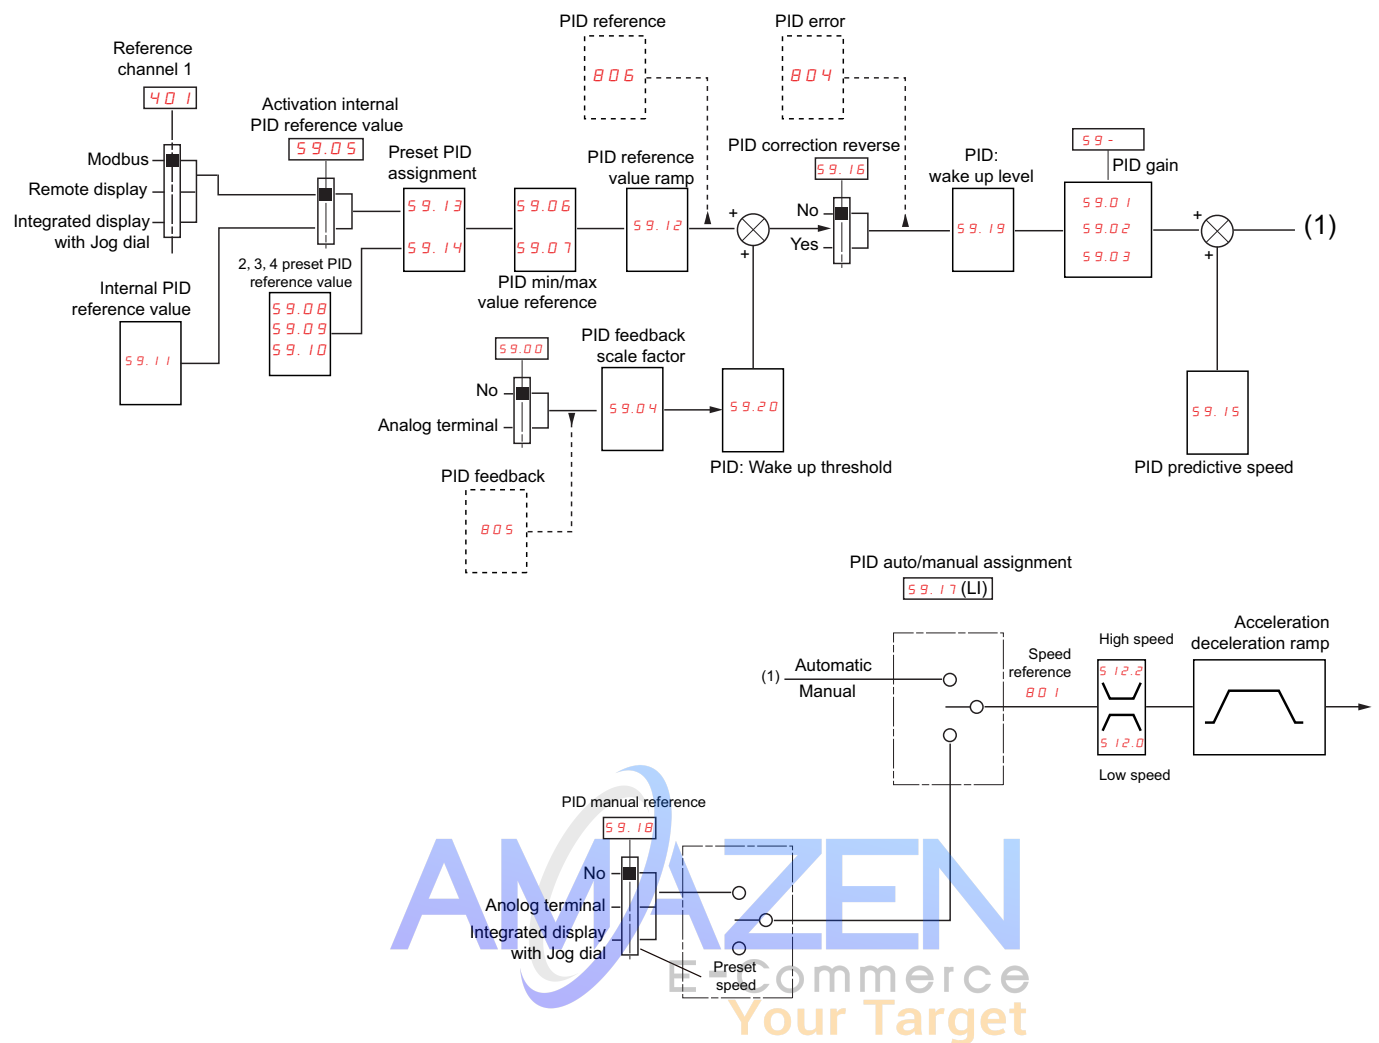 PID reference
806
PID error
804
Reference
channel 1
401
Activation internal
PID reference value
59.05
Modbus
Remote display
Integrated display
with Jog dial
Preset PID
assignment
59.13
59.14
59.06
59.07
PID min/max
value reference
PID reference
value ramp
59.12
+
+
PID correction reverse
59.16
No
Yes
PID:
wake up level
59.19
59-
PID gain
59.01
59.02
59.03
+
+
(1)
2, 3, 4 preset PID
reference value
59.08
59.09
59.10
Internal PID
reference value
59.11
59.00
No
Analog terminal
PID feedback
scale factor
59.04
59.20
PID: Wake up threshold
59.15
PID predictive speed
PID feedback
805
PID auto/manual assignment
59.17 (LI)
(1)
Automatic
Manual
Speed
reference
801
High speed
512.2
512.0
Low speed
Acceleration
deceleration ramp
PID manual reference
59.18
No
Anolog terminal
Integrated display
with Jog dial
Preset
speed
AMAZEN
E-Commerce
Your Target